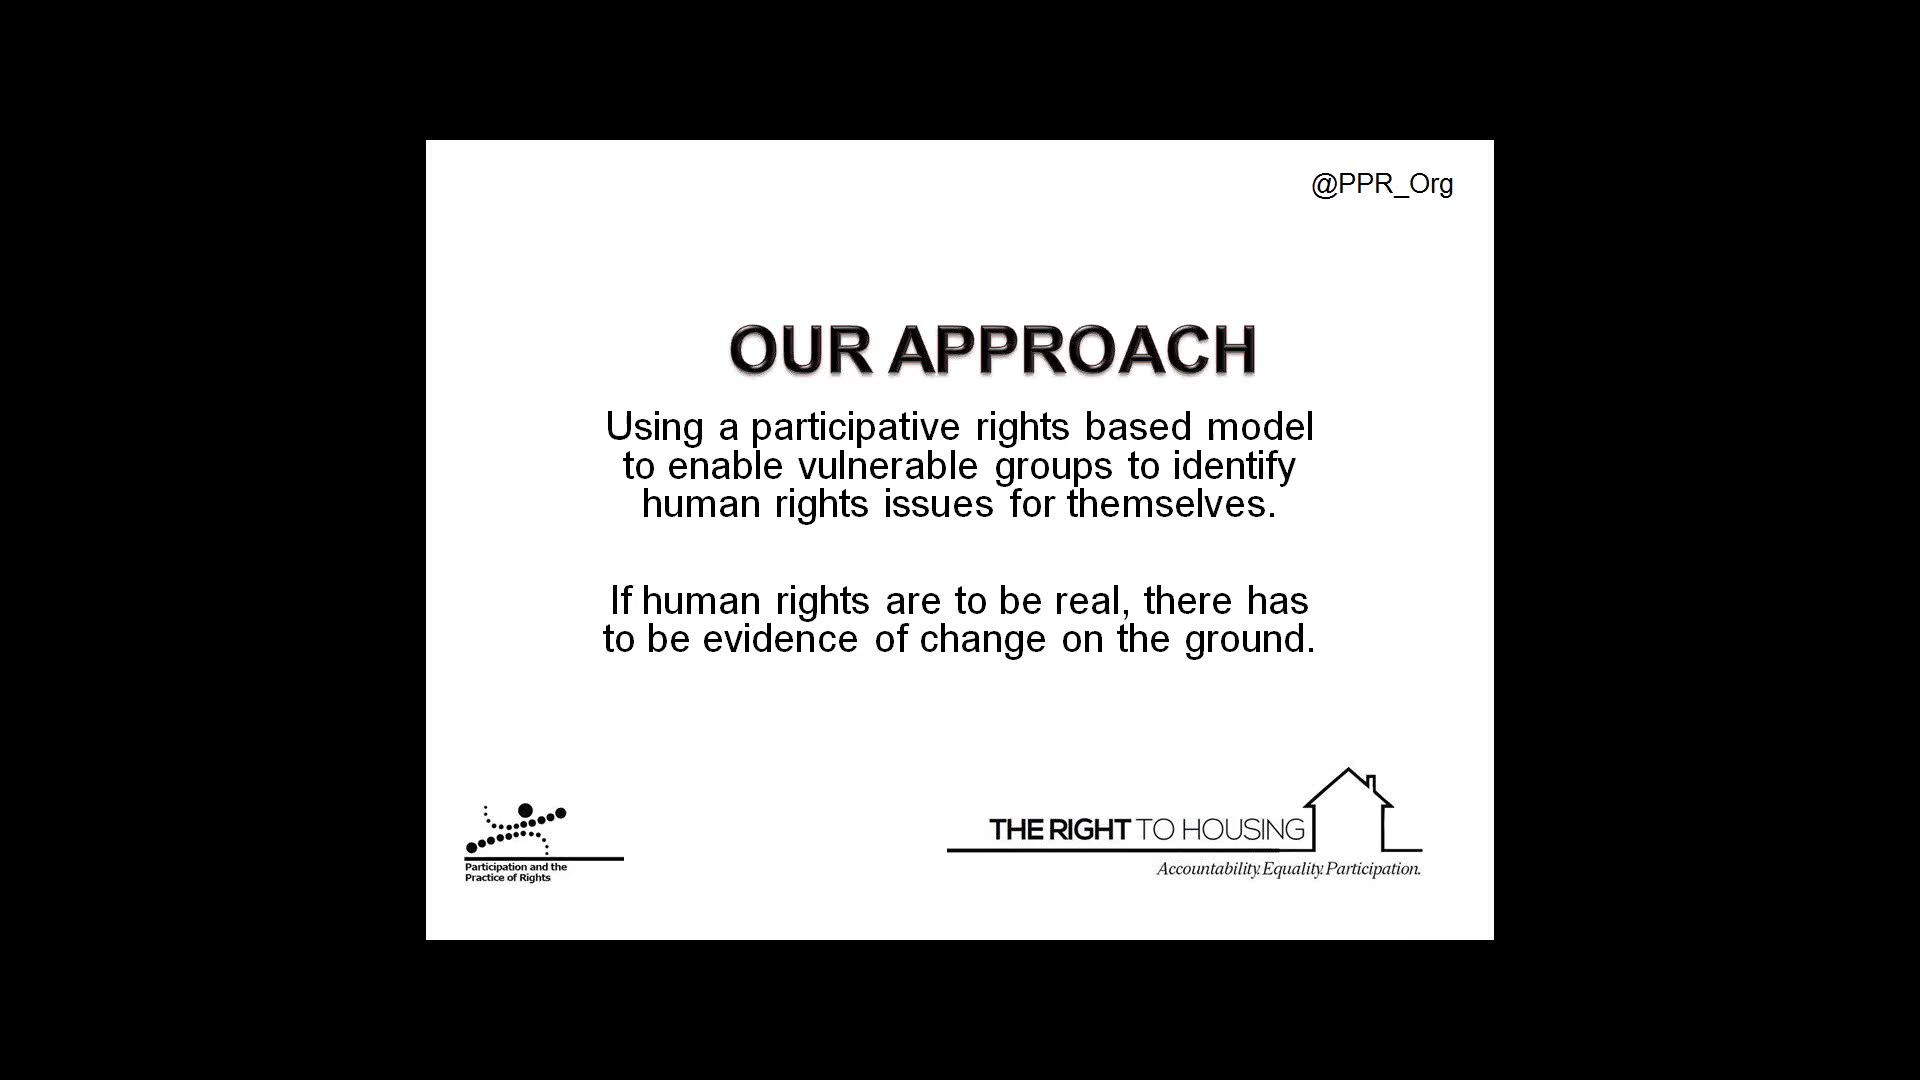 @PPR_Org
OUR APPROACH
Using a participative rights based model
to enable vulnerable groups to identify
human rights issues for themselves.
If human rights are to be real, there has
to be evidence of change on the ground.
Participation and the
Practice of Rights
THE RIGHT TO HOUSING
Accountability. Equality. Participation.